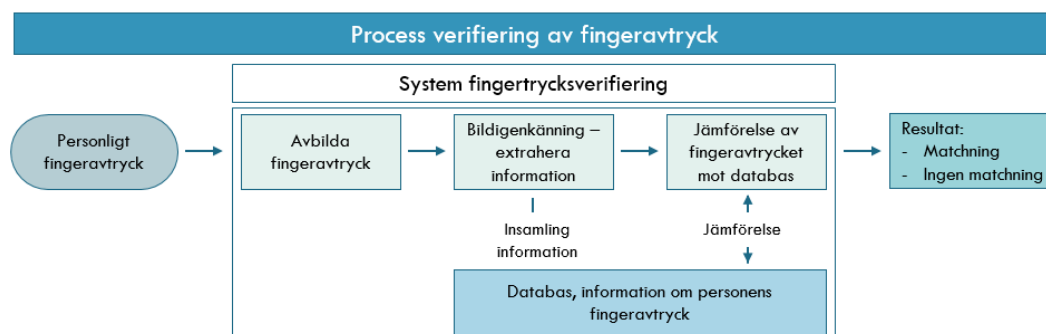 Process verifiering av fingeravtryck
System fingertrycksverifiering
Personligt
fingeravtryck
Avbilda
fingeravtryck
Bildigenkänning –
extrahera
information
Jämförelse av
fingeravtrycket
mot databas
Resultat:
- Matchning
- Ingen matchning
Insamling
information
Jämförelse
Databas, information om personens
fingeravtryck